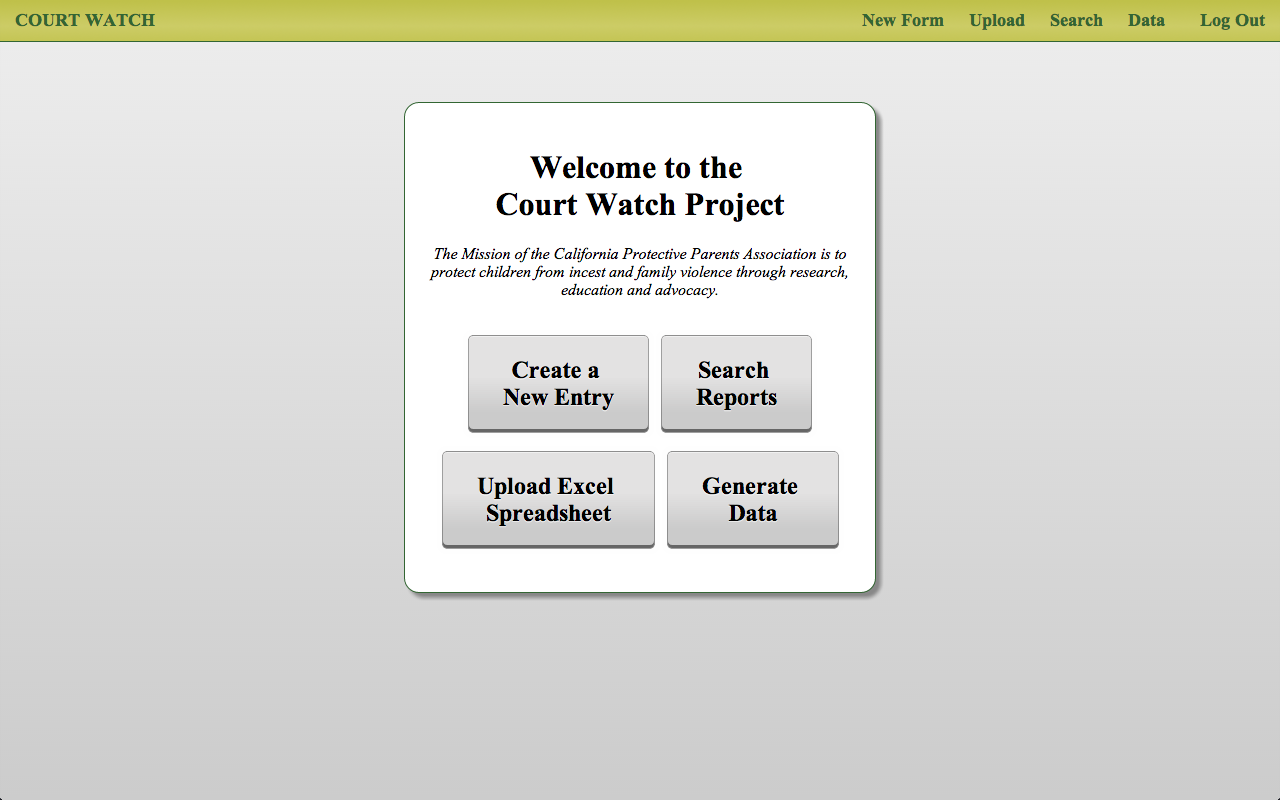 COURT WATCH New Form Upload Search Data Log Out
Welcome to the
Court Watch Project
The Mission of the California Protective Parents Association is to
protect children from incest and family violence through research,
education and advocacy.
Create a
New Entry
Search
Reports
Upload Excel
Spreadsheet
Generate
Data